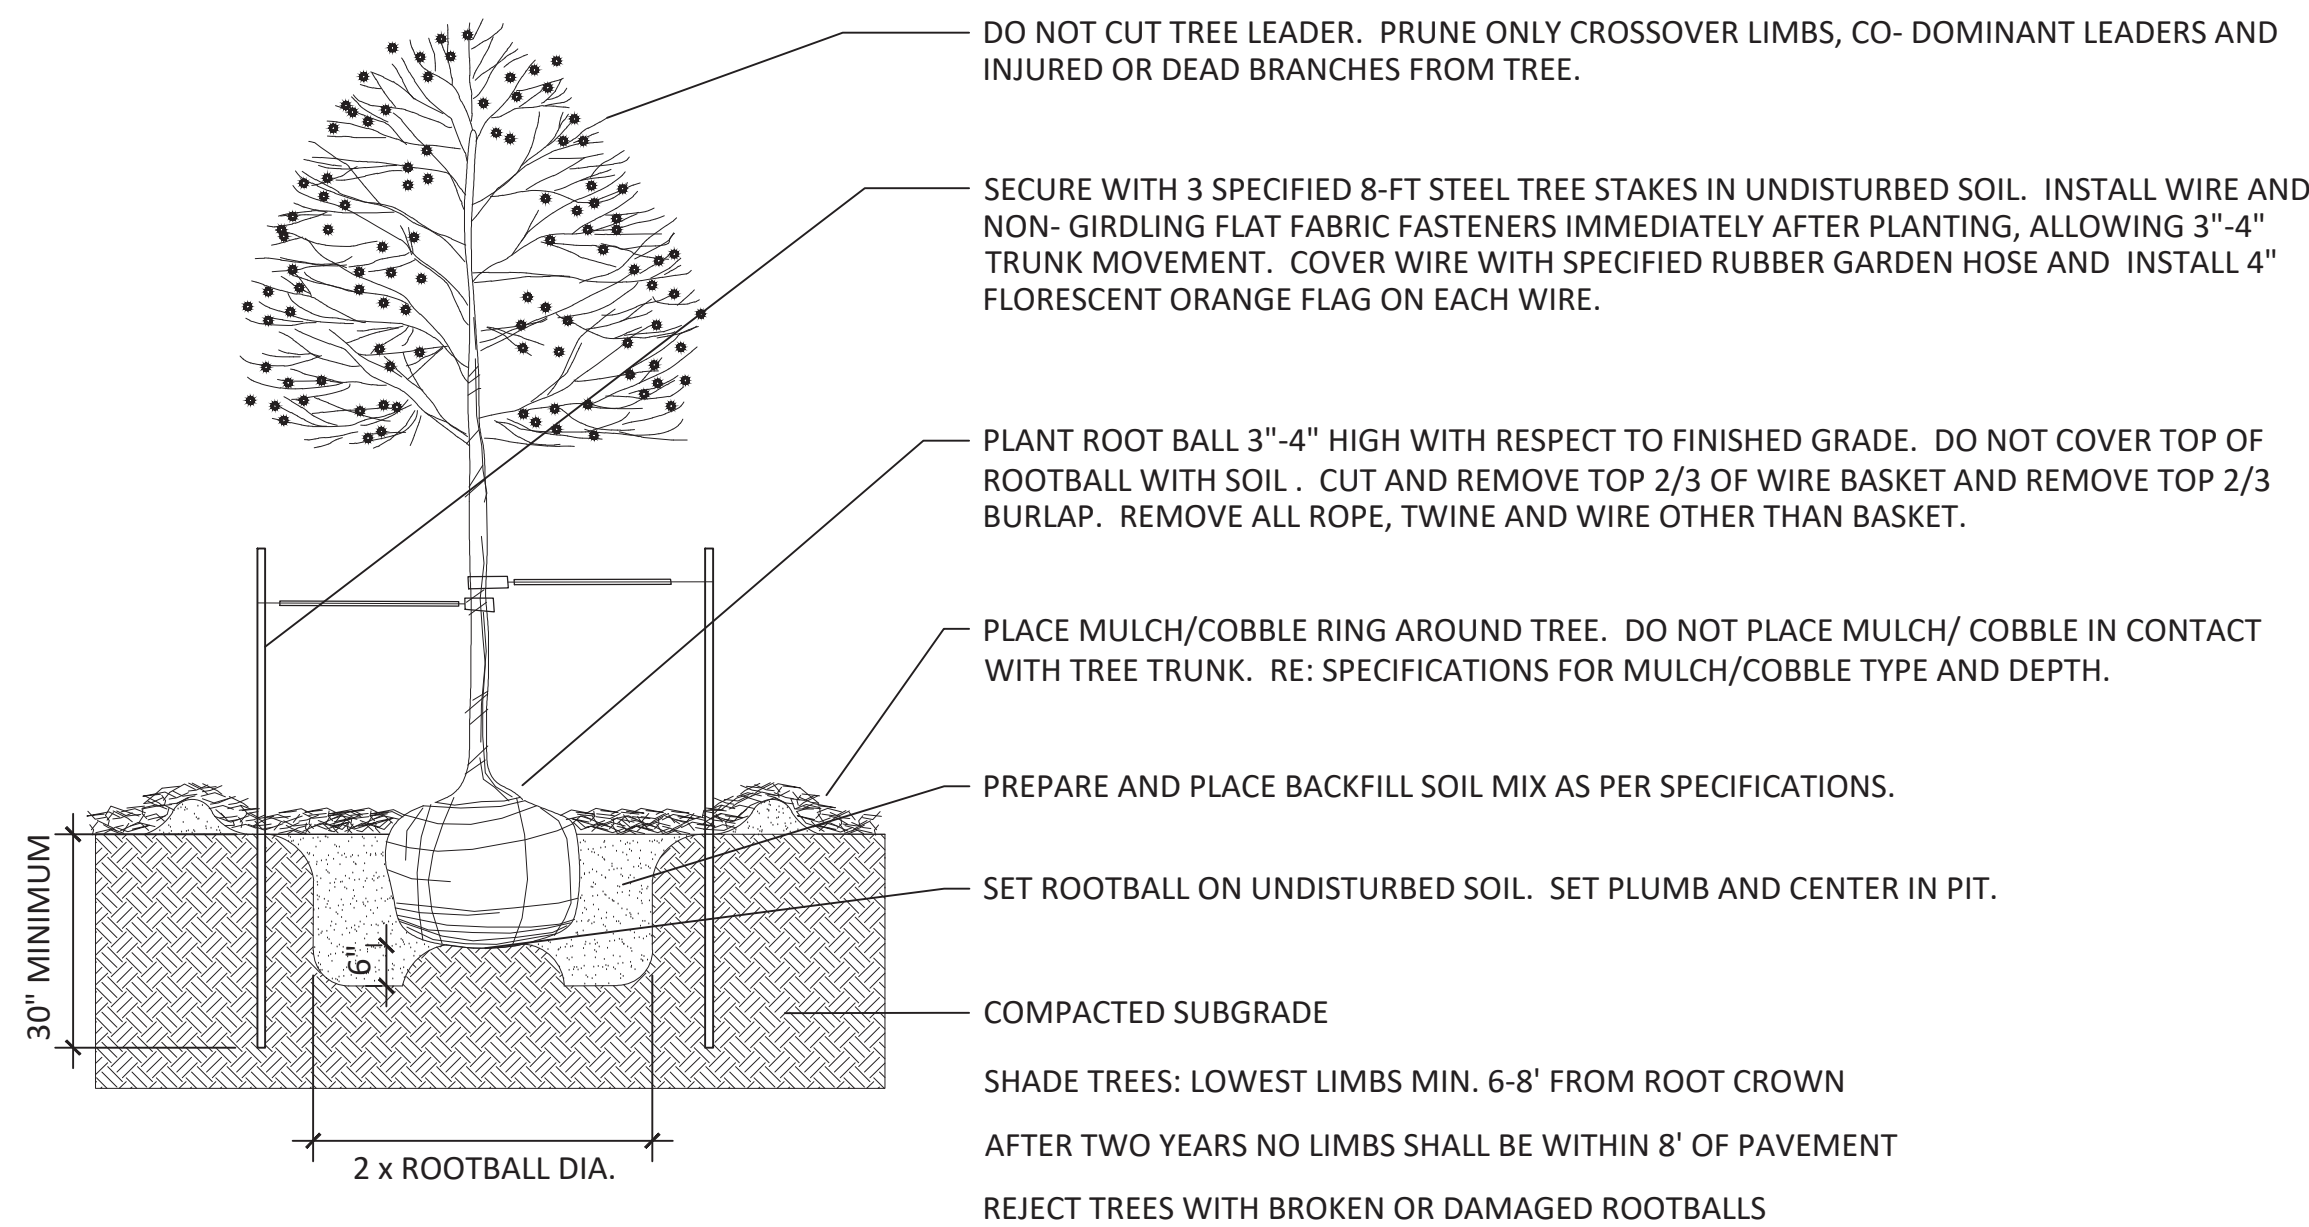 DO NOT CUT TREE LEADER. PRUNE ONLY CROSSOVER LIMBS, CO- DOMINANT LEADERS AND
INJURED OR DEAD BRANCHES FROM TREE.
SECURE WITH 3 SPECIFIED 8-FT STEEL TREE STAKES IN UNDISTURBED SOIL. INSTALL WIRE AND
NON- GIRDLING FLAT FABRIC FASTENERS IMMEDIATELY AFTER PLANTING, ALLOWING 3"-4"
TRUNK MOVEMENT. COVER WIRE WITH SPECIFIED RUBBER GARDEN HOSE AND INSTALL 4"
FLORESCENT ORANGE FLAG ON EACH WIRE.
PLANT ROOT BALL 3"-4" HIGH WITH RESPECT TO FINISHED GRADE. DO NOT COVER TOP OF
ROOTBALL WITH SOIL . CUT AND REMOVE TOP 2/3 OF WIRE BASKET AND REMOVE TOP 2/3
BURLAP. REMOVE ALL ROPE, TWINE AND WIRE OTHER THAN BASKET.
PLACE MULCH/COBBLE RING AROUND TREE. DO NOT PLACE MULCH/ COBBLE IN CONTACT
WITH TREE TRUNK. RE: SPECIFICATIONS FOR MULCH/COBBLE TYPE AND DEPTH.
PREPARE AND PLACE BACKFILL SOIL MIX AS PER SPECIFICATIONS.
SET ROOTBALL ON UNDISTURBED SOIL. SET PLUMB AND CENTER IN PIT.
30" MINIMUM
6"
COMPACTED SUBGRADE
SHADE TREES: LOWEST LIMBS MIN. 6-8' FROM ROOT CROWN
AFTER TWO YEARS NO LIMBS SHALL BE WITHIN 8' OF PAVEMENT
2 x ROOTBALL DIA.
REJECT TREES WITH BROKEN OR DAMAGED ROOTBALLS